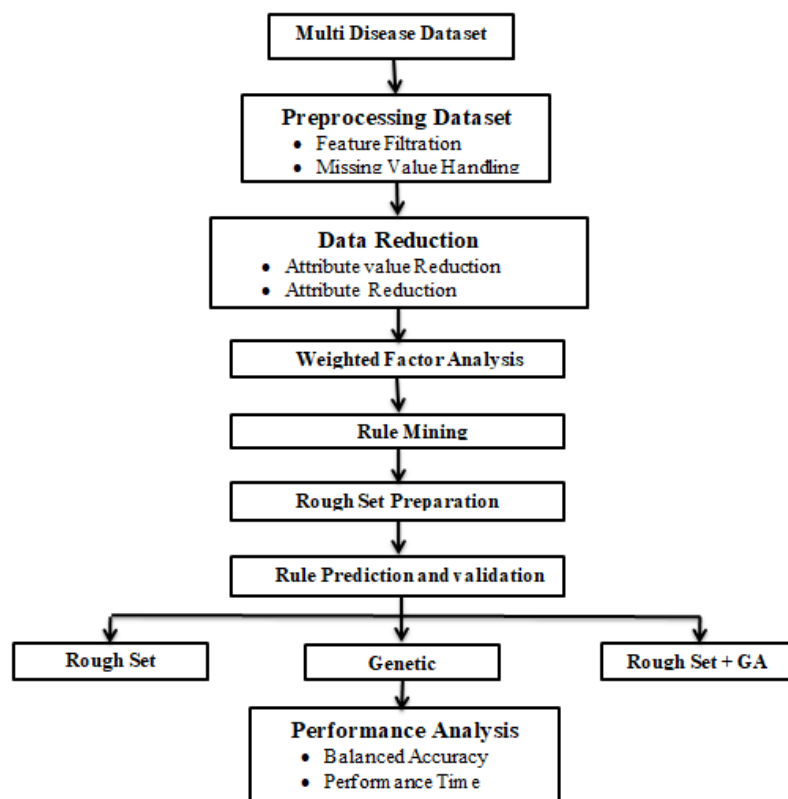 Multi Disease Dataset
Preprocessing Dataset
• Feature Filtration
• Missing Value Handling
Data Reduction
• Attribute value Reduction
• Attribute Reduction
Weighted Factor Analysis
Rule Mining
Rough Set Preparation
Rule Prediction and validation
Rough Set
Genetic
Rough Set + GA
Performance Analysis
• Balanced Accuracy
• Performance Time